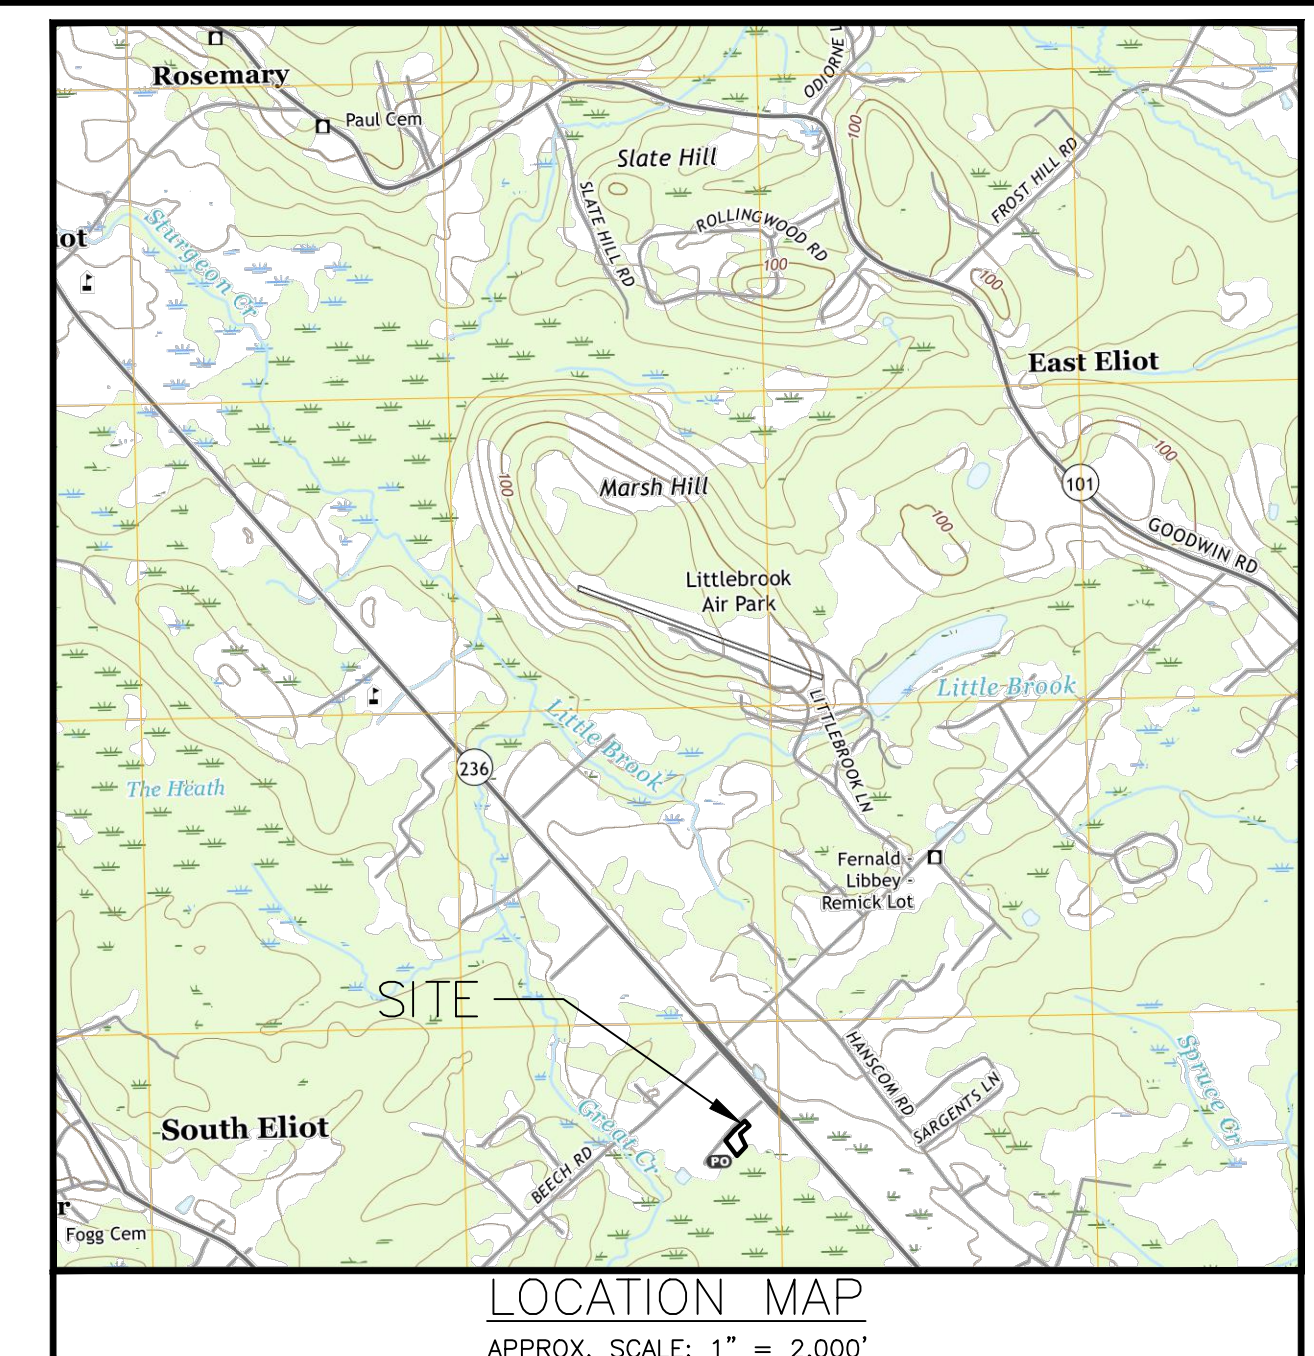 ODIORNE L
Rosemary
Paul Cem
100
Slate Hill
FROST HILL RD
SLATE HILL RD
ROLLINGWOOD RD
Sturgeon Cr
iot
100
100
East Eliot
100
101
100
Marsh Hill
100
GOODWIN RD
Littlebrook
Air Park
Little Brook
LITTLEBROOK LN
Little Brook
236
The Heath
Fernald -
Libbey -
Remick Lot
SITE
HANSCOM RD
SARGENTS LN
Spruce Cr
South Eliot
Great Cr
BEECH RD
PO
r
Fogg Cem
LOCATION MAP
APPROX. SCALE: 1" = 2,000'